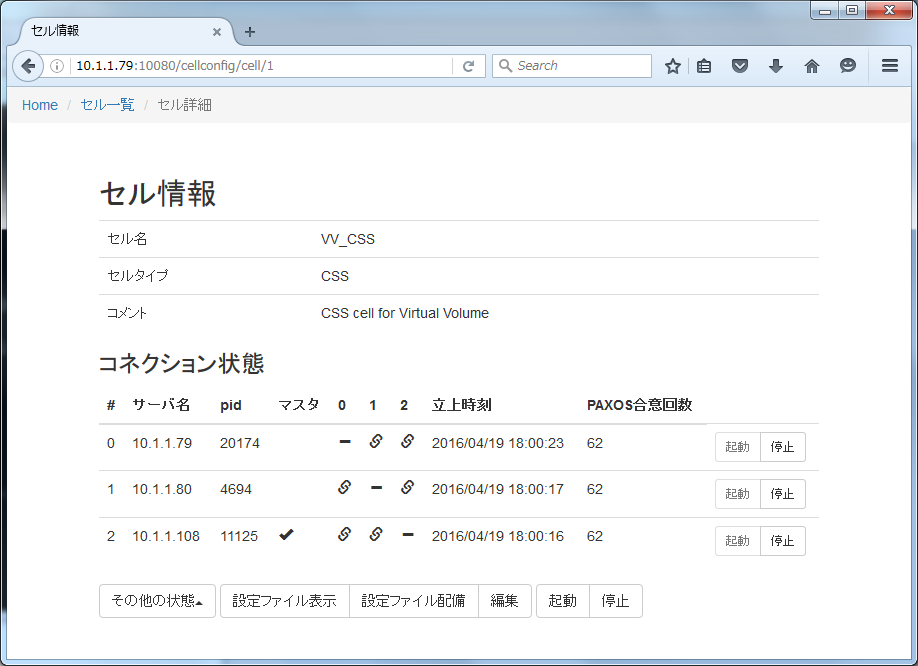 セル情報
10.1.1.79:10080/cellconfig/cell/1
Search
Home / セル一覧 / セル詳細
セル情報
セル名 VV_CSS
セルタイプ CSS
コメント CSS cell for Virtual Volume
コネクション状態
# サーバ名 pid マスタ 0 1 2 立上時刻 PAXOS合意回数
0 10.1.1.79 20174 2016/04/19 18:00:23 62 起動 停止
1 10.1.1.80 4694 2016/04/19 18:00:17 62 起動 停止
2 10.1.1.108 11125 2016/04/19 18:00:16 62 起動 停止
その他の状態 設定ファイル表示 設定ファイル配備 編集 起動 停止